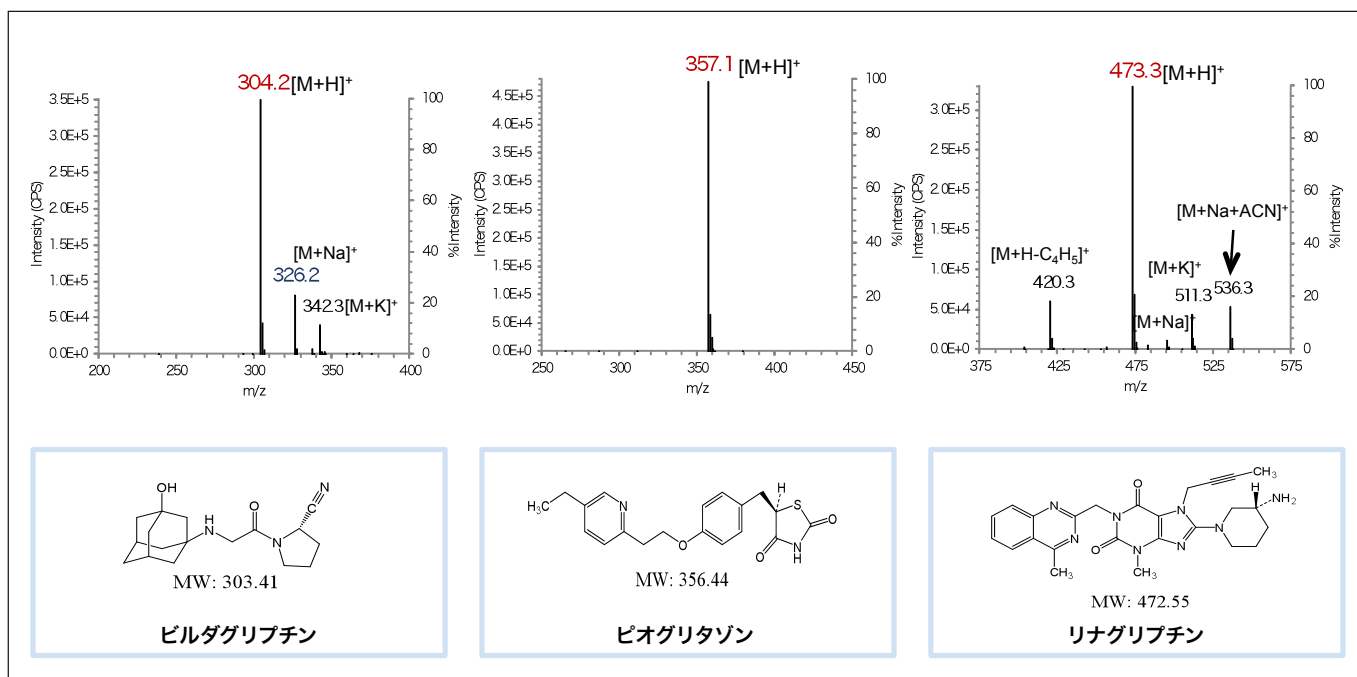 304.2[M+H]+
3.5E+5
3.0E+5
2.5E+5
2.0E+5
1.5E+5
1.0E+5
5.0E+4
0.0E+0
Intensity (CPS)
100
80
60
40
20
0
%Intensity
[M+Na]+
326.2
342.3[M+K]+
200
250
300
350
400
m/z
357.1 [M+H]+
4.5E+5
4.0E+5
3.5E+5
3.0E+5
2.5E+5
2.0E+5
1.5E+5
1.0E+5
5.0E+4
0.0E+0
Intensity (CPS)
100
80
60
40
20
0
%Intensity
250
300
350
400
450
m/z
473.3[M+H]+
3.0E+5
2.5E+5
2.0E+5
1.5E+5
1.0E+5
5.0E+4
0.0E+0
Intensity (CPS)
100
80
60
40
20
0
%Intensity
[M+Na+ACN]+
[M+H-C4H5]+
420.3
[M+K]+
511.3
536.3
[M+Na]+
375
425
475
525
575
m/z
OH
H
N
O
N
N
MW: 303.41
ビルダグリプチン
CH3
N
O
H
S
O
O
NH
MW: 356.44
ピオグリタゾン
CH3
H
NH2
O
N
N
N
N
N
O
N
N
CH3
CH3
MW: 472.55
リナグリプチン